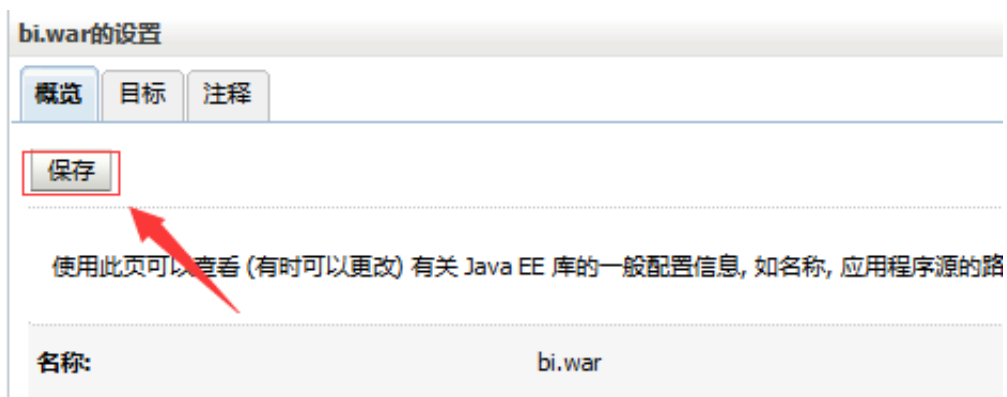 bi.war的设置
概览 目标 注释
保存
使用此页可以查看 (有时可以更改) 有关 Java EE 库的一般配置信息, 如名称, 应用程序源的路
名称: bi.war